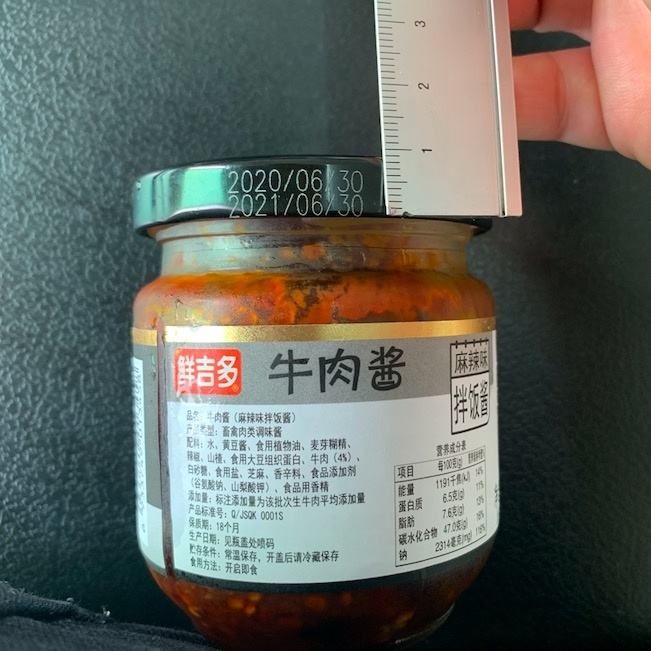 3
2
1
2020/06/30
2021/06/30
鲜吉多
牛肉酱
麻辣味
拌饭酱
品名:牛肉酱(麻辣味拌饭酱)
产品类型:畜禽肉类调味酱
配料:水、黄豆酱、食用植物油、麦芽糊精、
辣椒、山楂、食用大豆组织蛋白、牛肉(4%)、
白砂糖、食用盐、芝麻、香辛料、食品添加剂
(谷氨酸钠、山梨酸钾)、食品用香精
添加量:标注添加量为该批次生牛肉平均添加量
产品标准号:Q/JSQK 0001S
保质期:18个月
生产日期:见瓶盖处喷码
贮存条件:常温保存,开盖后请冷藏保存
食用方法:开启即食
营养成分表
项目 每100克(g)
能量 1191千焦(kJ) 14%
蛋白质 6.5克(g) 11%
脂肪 7.6克(g) 13%
碳水化合物 47.0克(g) 16%
钠 2314毫克(mg) 116%